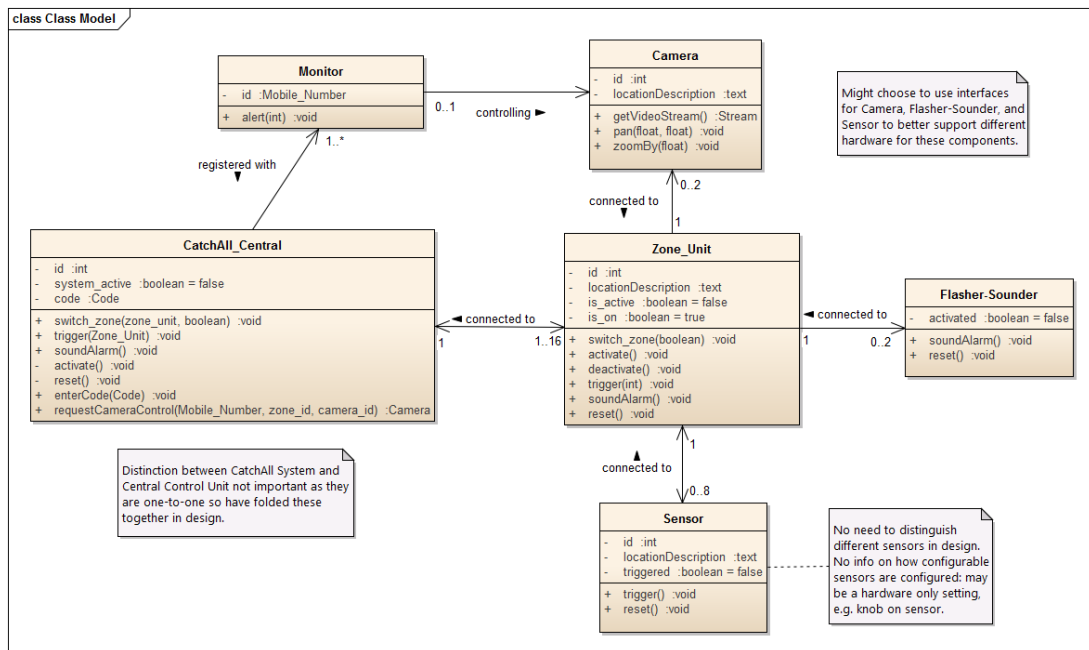 class Class Model
Monitor
- id :Mobile_Number
+ alert(int) :void
0..1
controlling ►
Camera
- id :int
- locationDescription :text
+ getVideoStream() :Stream
+ pan(float, float) :void
+ zoomBy(float) :void
Might choose to use interfaces
for Camera, Flasher-Sounder, and
Sensor to better support different
hardware for these components.
1..*
registered with
▼
0..2
connected to
▼
1
CatchAll_Central
- id :int
- system_active :boolean = false
- code :Code
+ switch_zone(zone_unit, boolean) :void
+ trigger(Zone_Unit) :void
+ soundAlarm() :void
- activate() :void
- reset() :void
+ enterCode(Code) :void
+ requestCameraControl(Mobile_Number, zone_id, camera_id) :Camera
◄ connected to
1
1..16
Zone_Unit
- id :int
- locationDescription :text
- is_active :boolean = false
- is_on :boolean = true
+ switch_zone(boolean) :void
+ activate() :void
+ deactivate() :void
+ trigger(int) :void
+ soundAlarm() :void
+ reset() :void
◄ connected to
1
0..2
Flasher-Sounder
- activated :boolean = false
+ soundAlarm() :void
+ reset() :void
Distinction between CatchAll System and
Central Control Unit not important as they
are one-to-one so have folded these
together in design.
1
▲
connected to
0..8
Sensor
- id :int
- locationDescription :text
- triggered :boolean = false
+ trigger() :void
+ reset() :void
No need to distinguish
different sensors in design.
No info on how configurable
sensors are configured: may
be a hardware only setting,
e.g. knob on sensor.